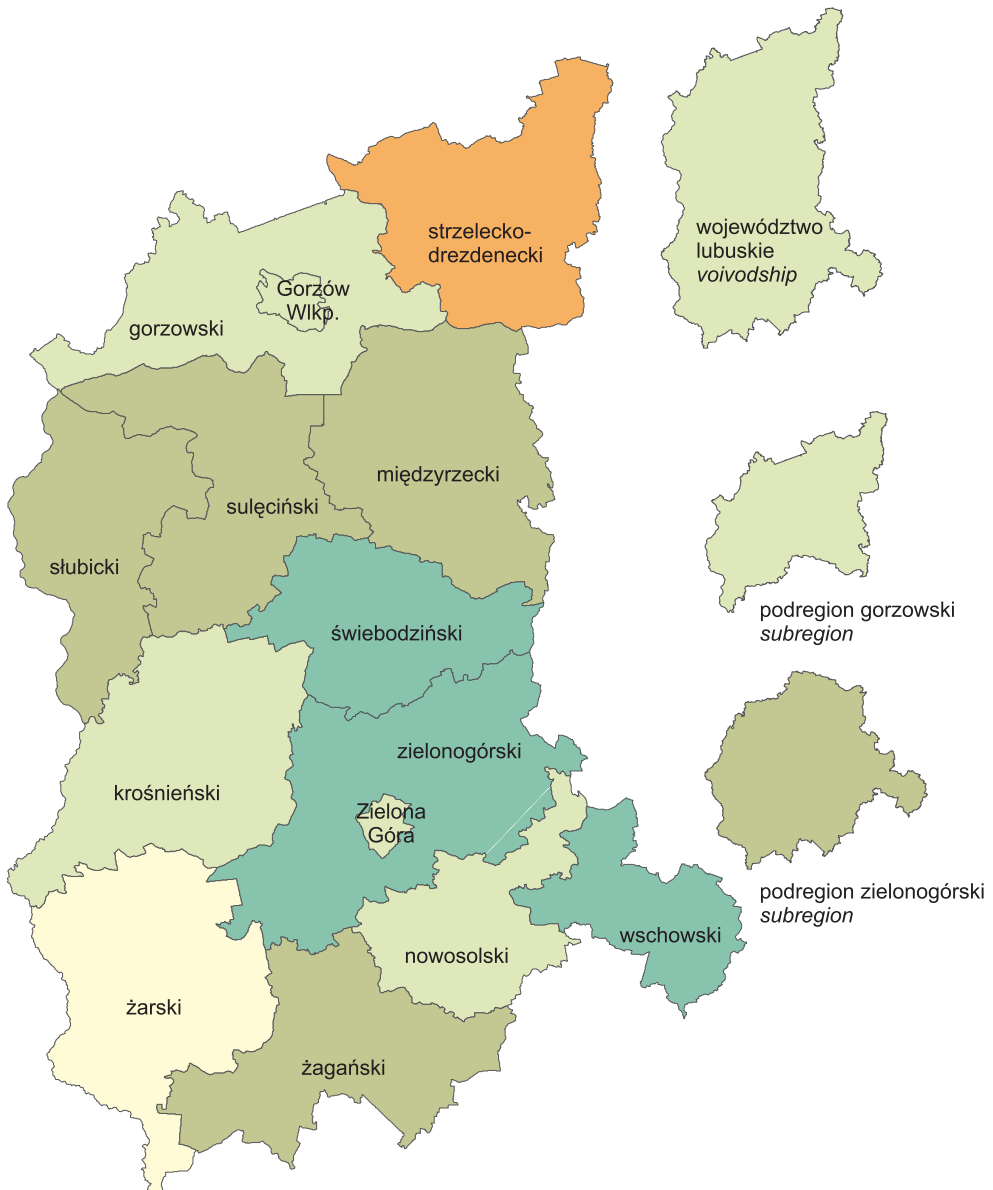 strzelecko-
drezdenecki
województwo
lubuskie
voivodship
Gorzów
Wlkp.
gorzowski
międzyrzecki
sulęciński
słubicki
podregion gorzowski
subregion
świebodziński
zielonogórski
krośnieński
Zielona
Góra
podregion zielonogórski
subregion
wschowski
nowosolski
żarski
żagański